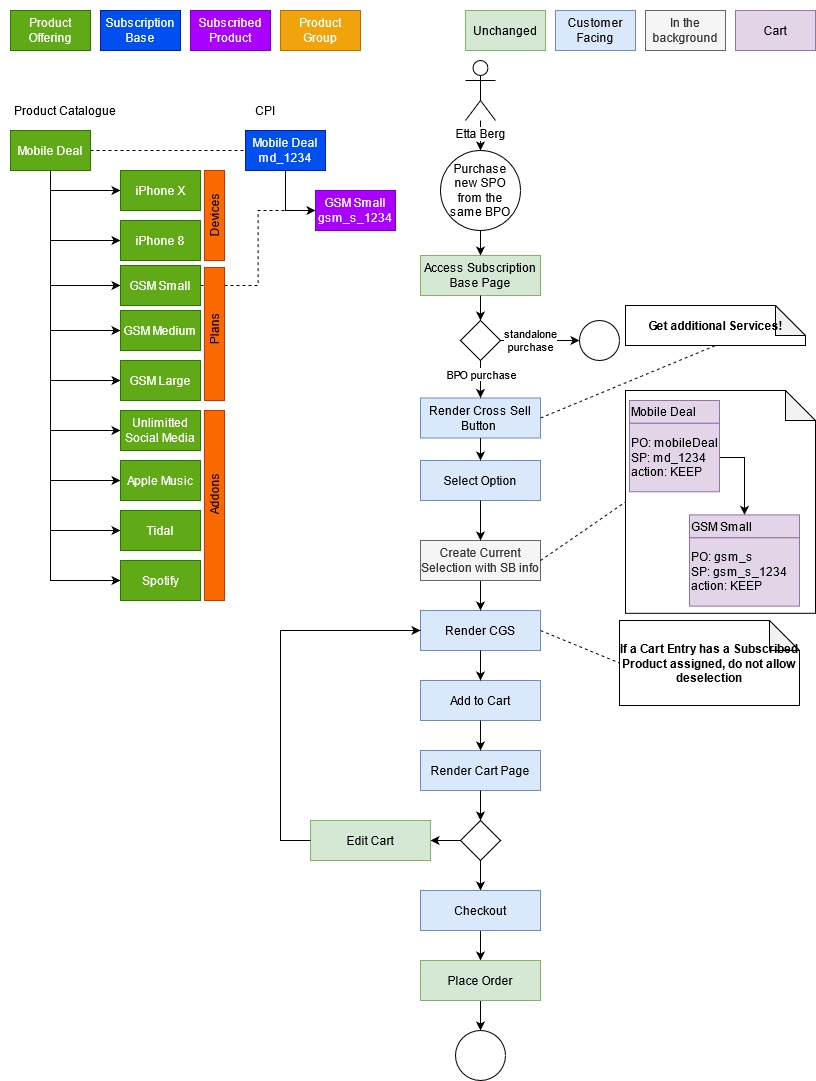 Product
Offering
Subscription
Base
Subscribed
Product
Product
Group
Unchanged
Customer
Facing
In the
background
Cart
Product Catalogue
CPI
Mobile Deal
Mobile Deal
md_1234
iPhone X
GSM Small
gsm_s_1234
Devices
iPhone 8
GSM Small
Plans
GSM Medium
GSM Large
Unlimitted
Social Media
Addons
Apple Music
Tidal
Spotify
Etta Berg
Purchase
new SPO
from the
same BPO
Access Subscription
Base Page
standalone
purchase
BPO purchase
Get additional Services!
Render Cross Sell
Button
Select Option
Create Current
Selection with SB info
Mobile Deal
PO: mobileDeal
SP: md_1234
action: KEEP
GSM Small
PO: gsm_s
SP: gsm_s_1234
action: KEEP
Render CGS
If a Cart Entry has a Subscribed
Product assigned, do not allow
deselection
Add to Cart
Render Cart Page
Edit Cart
Checkout
Place Order